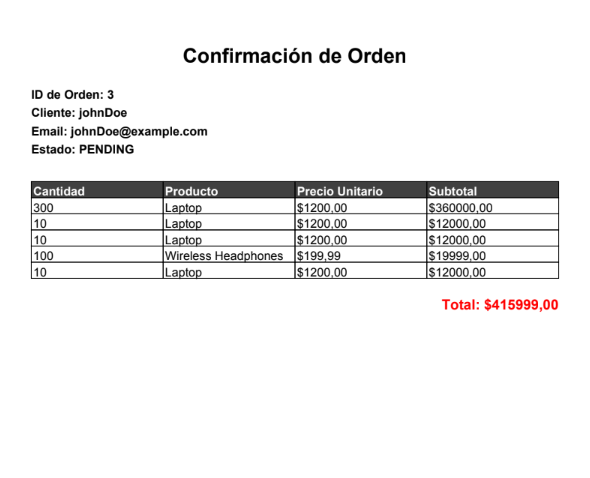 Confirmación de Orden
ID de Orden: 3
Cliente: johnDoe
Email: johnDoe@example.com
Estado: PENDING
Cantidad Producto Precio Unitario Subtotal
300 Laptop $1200,00 $360000,00
10 Laptop $1200,00 $12000,00
10 Laptop $1200,00 $12000,00
100 Wireless Headphones $199,99 $19999,00
10 Laptop $1200,00 $12000,00
Total: $415999,00